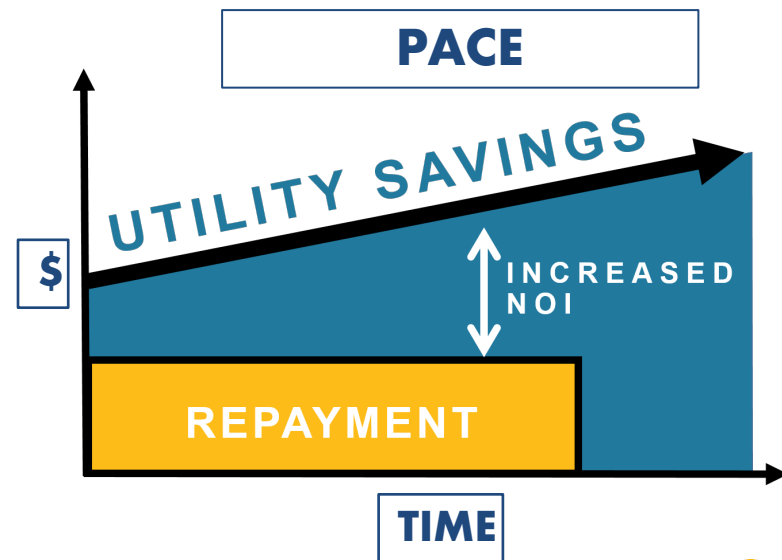 PACE
UTILITY SAVINGS
$
INCREASED
NOI
REPAYMENT
TIME